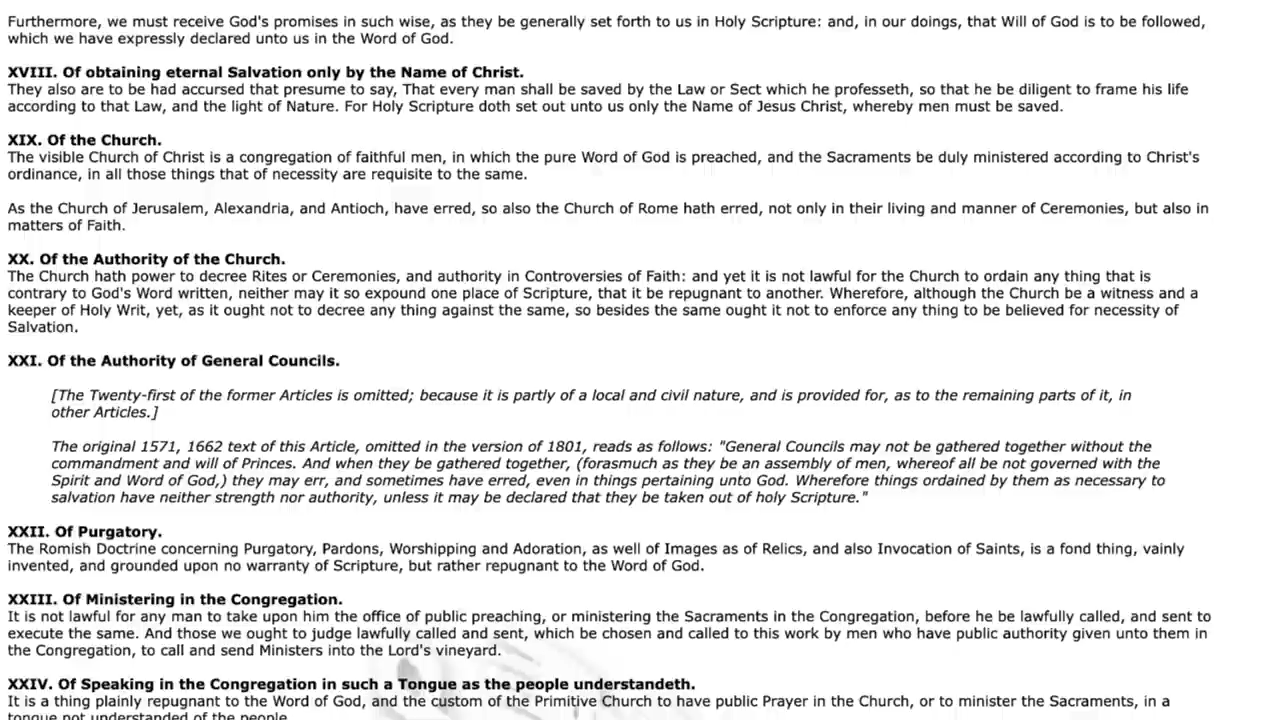 Furthermore, we must receive God's promises in such wise, as they be generally set forth to us in Holy Scripture: and, in our doings, that Will of God is to be followed,
which we have expressly declared unto us in the Word of God.
XVIII. Of obtaining eternal Salvation only by the Name of Christ.
They also are to be had accursed that presume to say, That every man shall be saved by the Law or Sect which he professeth, so that he be diligent to frame his life
according to that Law, and the light of Nature. For Holy Scripture doth set out unto us only the Name of Jesus Christ, whereby men must be saved.
XIX. Of the Church.
The visible Church of Christ is a congregation of faithful men, in which the pure Word of God is preached, and the Sacraments be duly ministered according to Christ's
ordinance, in all those things that of necessity are requisite to the same.
As the Church of Jerusalem, Alexandria, and Antioch, have erred, so also the Church of Rome hath erred, not only in their living and manner of Ceremonies, but also in
matters of Faith.
XX. Of the Authority of the Church.
The Church hath power to decree Rites or Ceremonies, and authority in Controversies of Faith: and yet it is not lawful for the Church to ordain any thing that is
contrary to God's Word written, neither may it so expound one place of Scripture, that it be repugnant to another. Wherefore, although the Church be a witness and a
keeper of Holy Writ, yet, as it ought not to decree any thing against the same, so besides the same ought it not to enforce any thing to be believed for necessity of
Salvation.
XXI. Of the Authority of General Councils.
[The Twenty-first of the former Articles is omitted; because it is partly of a local and civil nature, and is provided for, as to the remaining parts of it, in
other Articles.]
The original 1571, 1662 text of this Article, omitted in the version of 1801, reads as follows: "General Councils may not be gathered together without the
commandment and will of Princes. And when they be gathered together, (forasmuch as they be an assembly of men, whereof all be not governed with the
Spirit and Word of God,) they may err, and sometimes have erred, even in things pertaining unto God. Wherefore things ordained by them as necessary to
salvation have neither strength nor authority, unless it may be declared that they be taken out of holy Scripture."
XXII. Of Purgatory.
The Romish Doctrine concerning Purgatory, Pardons, Worshipping and Adoration, as well of Images as of Relics, and also Invocation of Saints, is a fond thing, vainly
invented, and grounded upon no warranty of Scripture, but rather repugnant to the Word of God.
XXIII. Of Ministering in the Congregation.
It is not lawful for any man to take upon him the office of public preaching, or ministering the Sacraments in the Congregation, before he be lawfully called, and sent to
execute the same. And those we ought to judge lawfully called and sent, which be chosen and called to this work by men who have public authority given unto them in
the Congregation, to call and send Ministers into the Lord's vineyard.
XXIV. Of Speaking in the Congregation in such a Tongue as the people understandeth.
It is a thing plainly repugnant to the Word of God, and the custom of the Primitive Church to have public Prayer in the Church, or to minister the Sacraments, in a
tongue not understanded of the people.